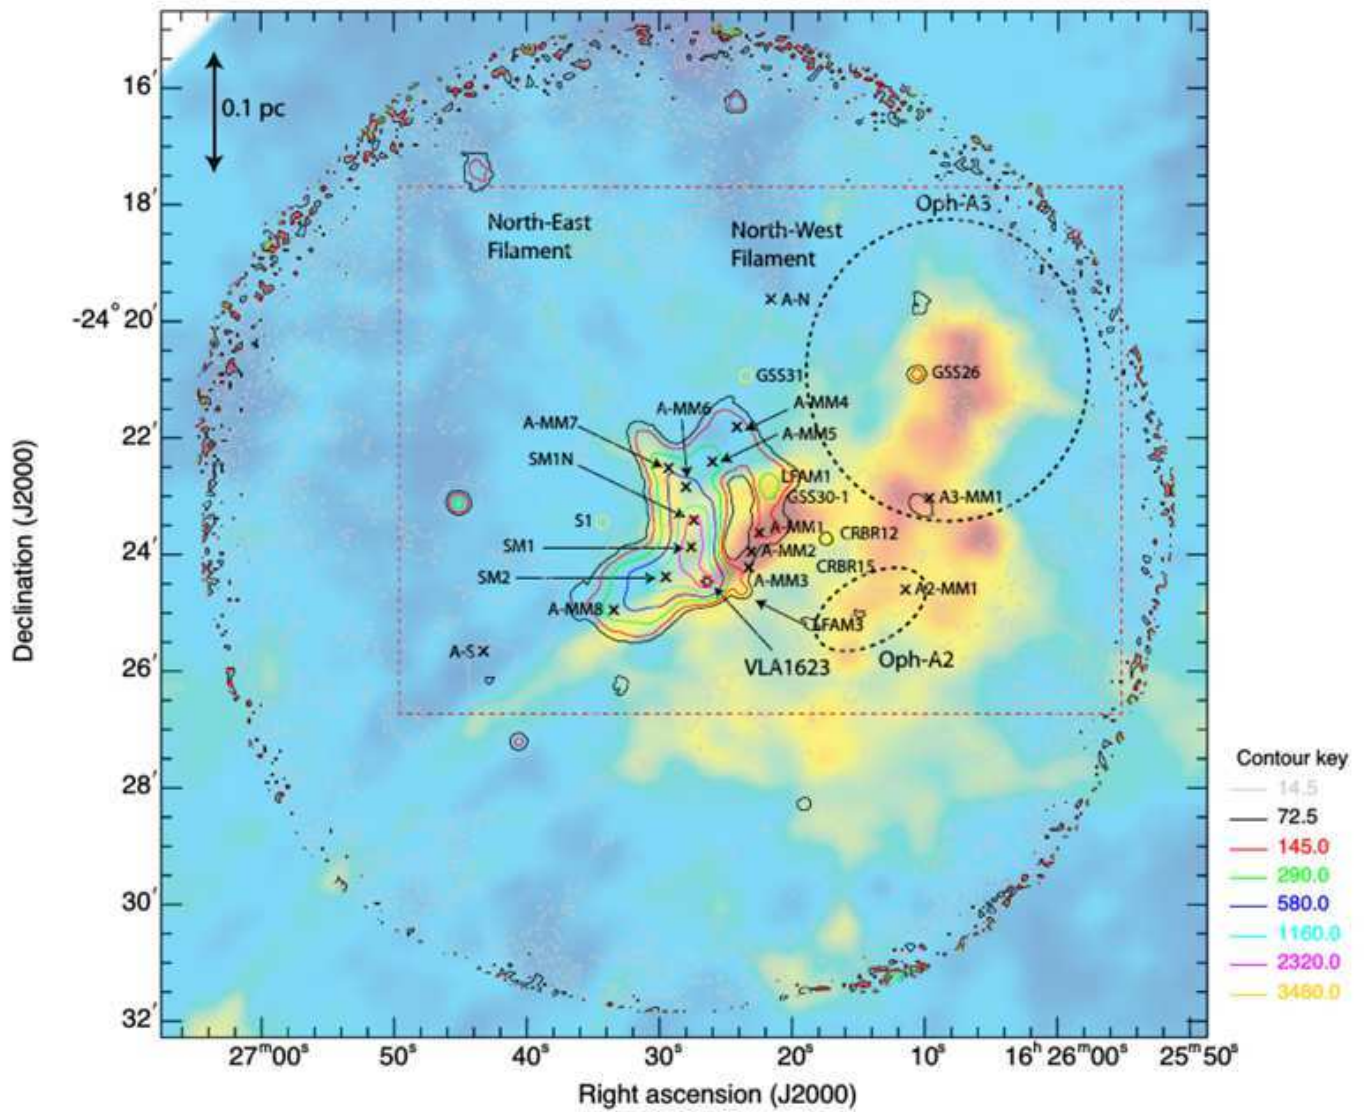 16′
0.1 pc
18′
Oph-A3
North-East
Filament
North-West
Filament
A-N
-24° 20′
GSS31
GSS26
A-MM6
A-MM4
22′
A-MM7
A-MM5
SM1N
LFAM1
GSS30-1
A3-MM1
S1
A-MM1
CRBR12
24′
SM1
A-MM2
CRBR15
SM2
A-MM3
A2-MM1
A-MM8
LFAM3
A-S
Oph-A2
VLA1623
26′
28′
30′
32′
Declination (J2000)
Contour key
14.5
72.5
145.0
290.0
580.0
1160.0
2320.0
3480.0
27ᵐ00ˢ 50ˢ 40ˢ 30ˢ 20ˢ 10ˢ 16ʰ 26ᵐ00ˢ 25ᵐ50ˢ
Right ascension (J2000)